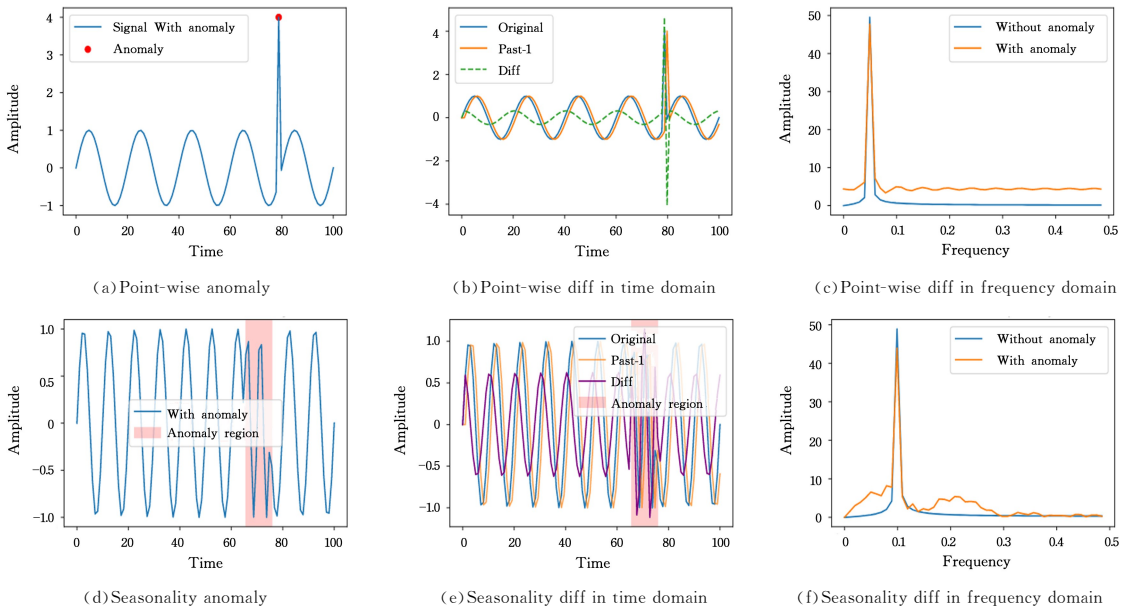 Amplitude
4
3
2
1
0
−1
Signal With anomaly
Anomaly
0 20 40 60 80 100
Time
(a)Point-wise anomaly
Amplitude
4
2
0
−2
−4
Original
Past-1
Diff
0 20 40 60 80 100
Time
(b)Point-wise diff in time domain
Amplitude
50
40
30
20
10
0
Without anomaly
With anomaly
0 0.1 0.2 0.3 0.4 0.5
Frequency
(c)Point-wise diff in frequency domain
Amplitude
1.0
0.5
0
−0.5
−1.0
With anomaly
Anomaly region
0 20 40 60 80 100
Time
(d)Seasonality anomaly
Amplitude
1.0
0.5
0.0
−0.5
−1.0
Original
Past-1
Diff
Anomaly region
0 20 40 60 80 100
Time
(e)Seasonality diff in time domain
Amplitude
50
40
30
20
10
0
Without anomaly
With anomaly
0 0.1 0.2 0.3 0.4 0.5
Frequency
(f)Seasonality diff in frequency domain